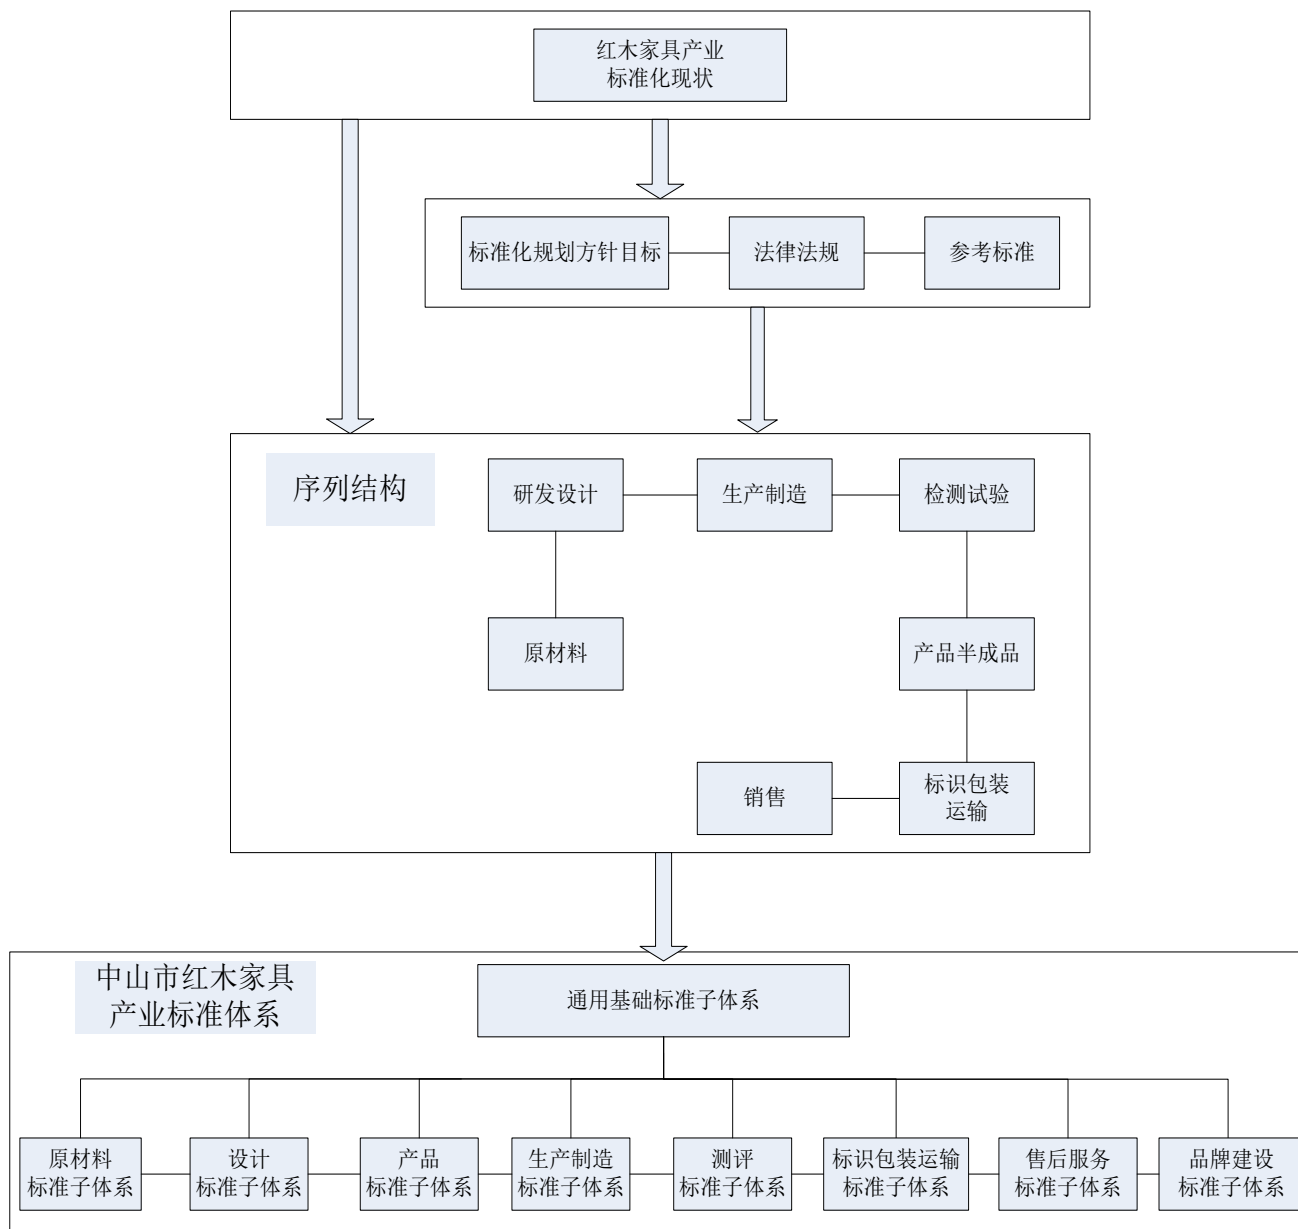 红木家具产业
标准化现状
标准化规划方针目标
法律法规
参考标准
序列结构
研发设计
生产制造
检测试验
原材料
产品半成品
销售
标识包装
运输
中山市红木家具
产业标准体系
通用基础标准子体系
原材料
标准子体系
设计
标准子体系
产品
标准子体系
生产制造
标准子体系
测评
标准子体系
标识包装运输
标准子体系
售后服务
标准子体系
品牌建设
标准子体系